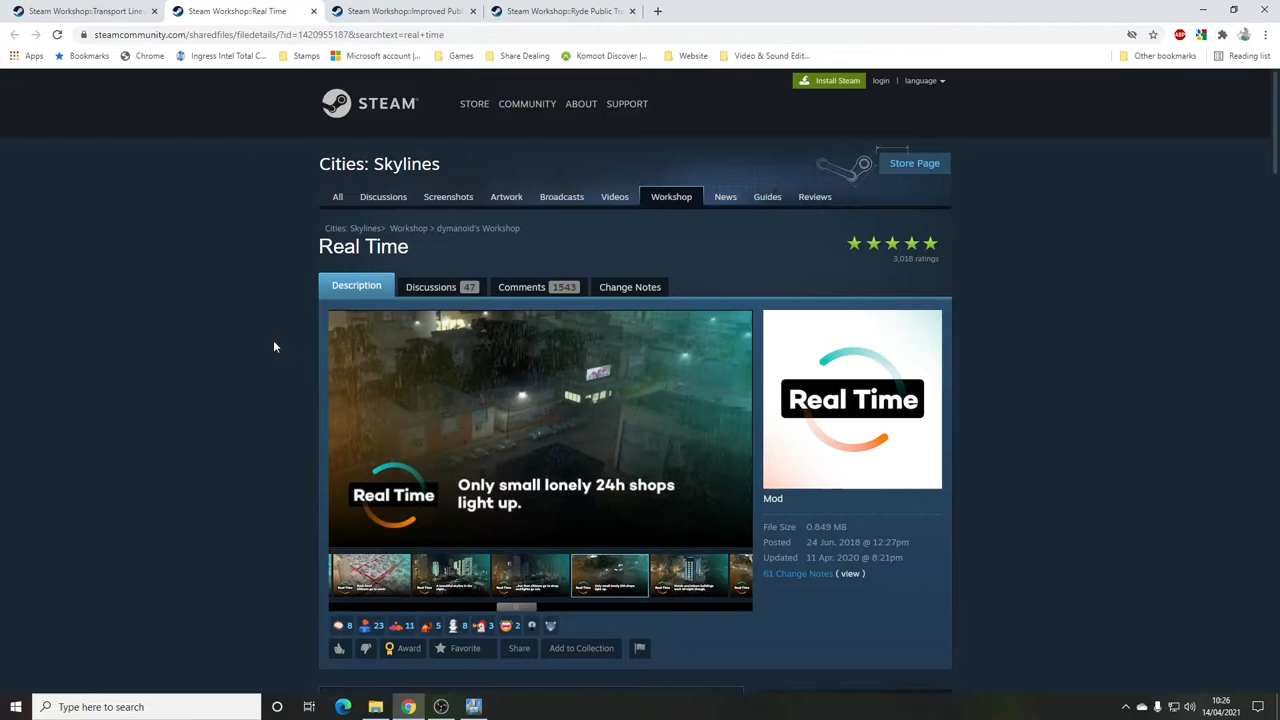 Steam Workshop::Transport Lines
Steam Workshop::Real Time
Steam Workshop::Improved Publ
Steam Workshop::Ryde Public Tr
steamcommunity.com/sharedfiles/filedetails/?id=1420955187&searchtext=real+time
Apps
Bookmarks
Chrome
Ingress Intel Total C...
Stamps
Microsoft account |...
Games
Share Dealing
Komoot Discover |...
Website
Video & Sound Edit...
Other bookmarks
Reading list
Install Steam
login | language
STEAM
STORE COMMUNITY ABOUT SUPPORT
Cities: Skylines
Store Page
All Discussions Screenshots Artwork Broadcasts Videos Workshop News Guides Reviews
Cities: Skylines> Workshop > dymanoid's Workshop
Real Time
3,018 ratings
Description
Discussions 47
Comments 1543
Change Notes
Real Time
Only small lonely 24h shops
light up.
Real Time
Mod
File Size 0.849 MB
Posted 24 Jun, 2018 @ 12:27pm
Updated 11 Apr, 2020 @ 8:21pm
61 Change Notes ( view )
8 23 11 5 8 3 2
Award
Favorite
Share
Add to Collection
Type here to search
10:26
14/04/2021